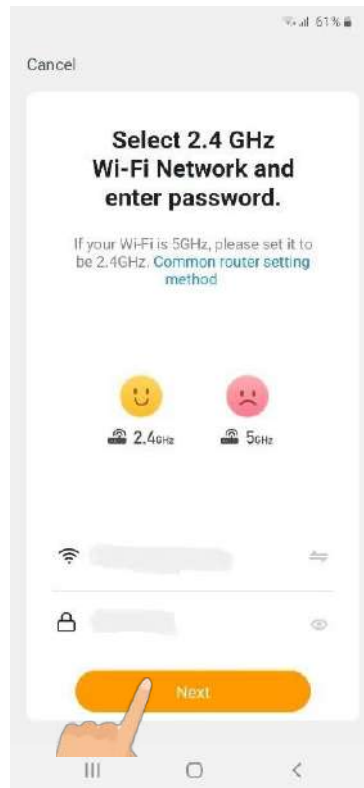 61%
Cancel
Select 2.4 GHz
Wi-Fi Network and
enter password.
If your Wi-Fi is 5GHz, please set it to
be 2.4GHz. Common router setting
method
2.4GHz 5GHz
Next